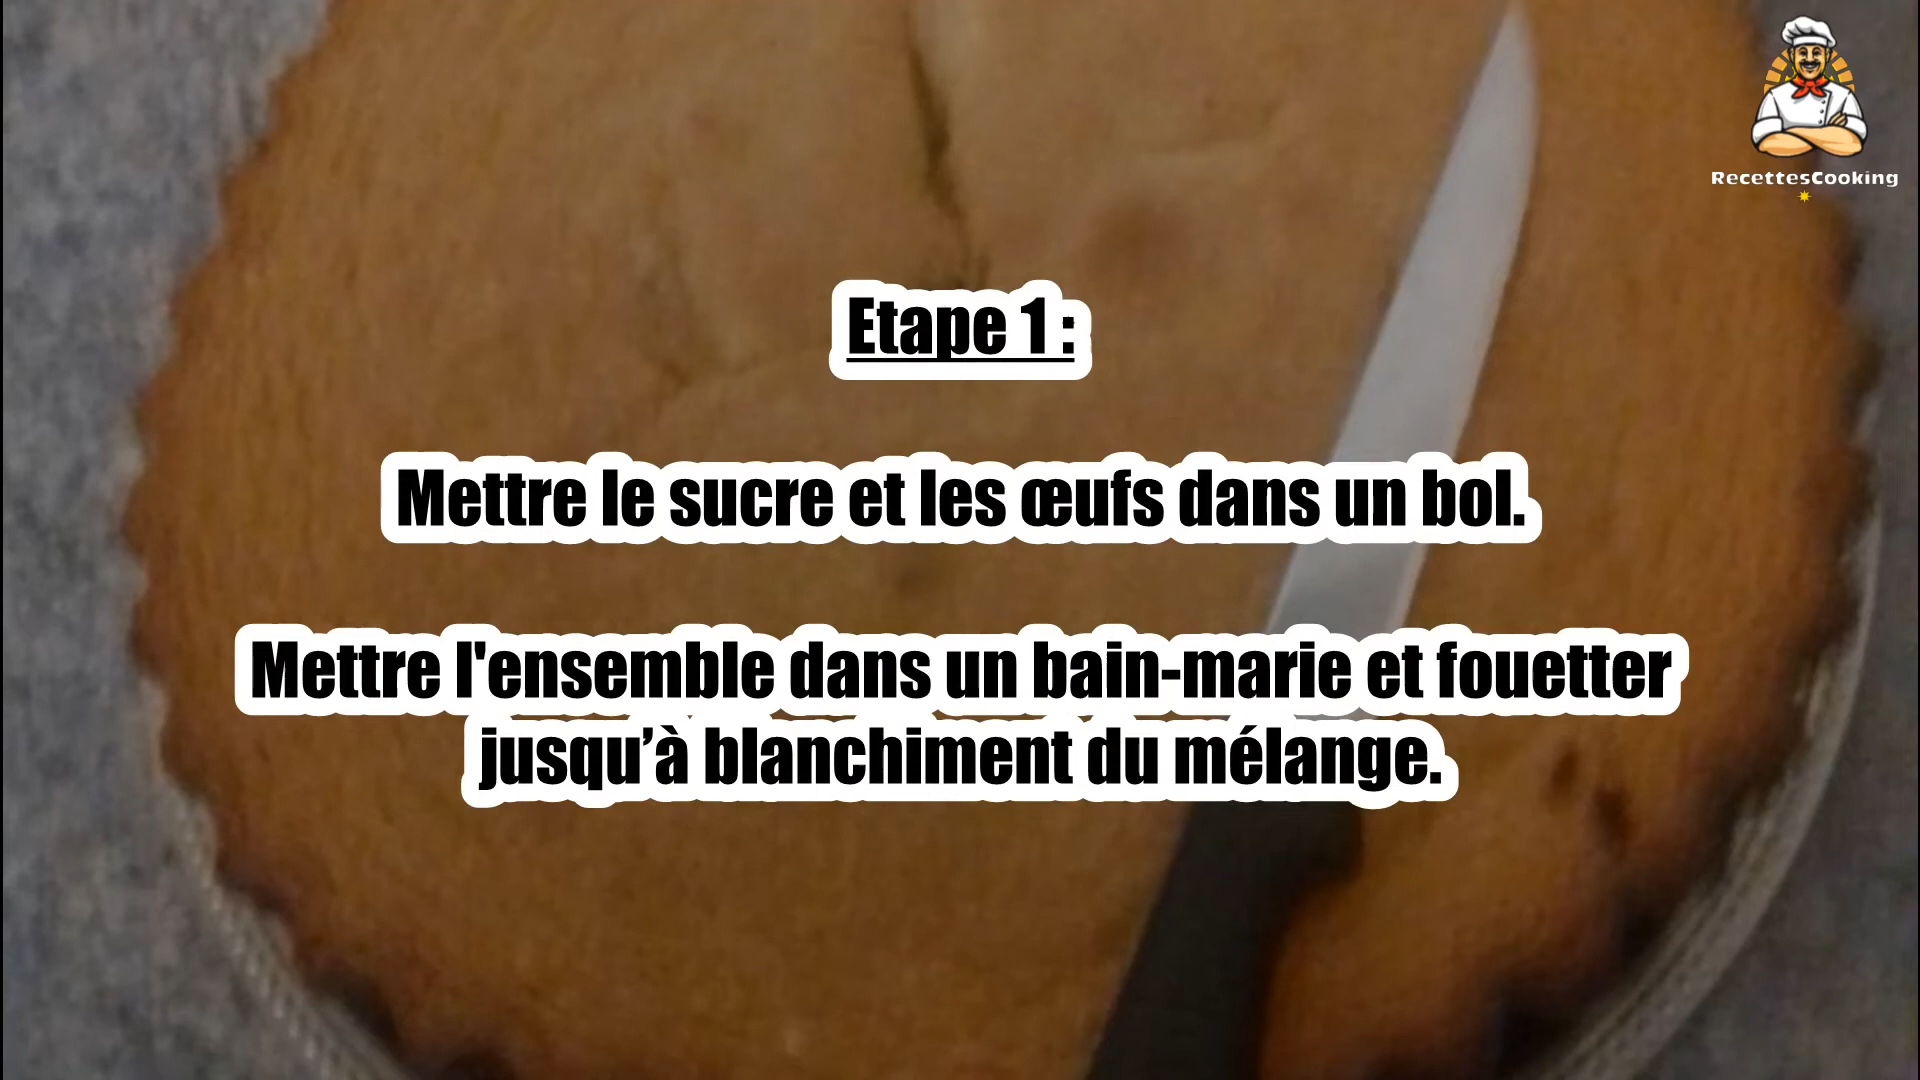 RecettesCooking
Etape 1 :
Mettre le sucre et les œufs dans un bol.
Mettre l'ensemble dans un bain-marie et fouetter
jusqu’à blanchiment du mélange.